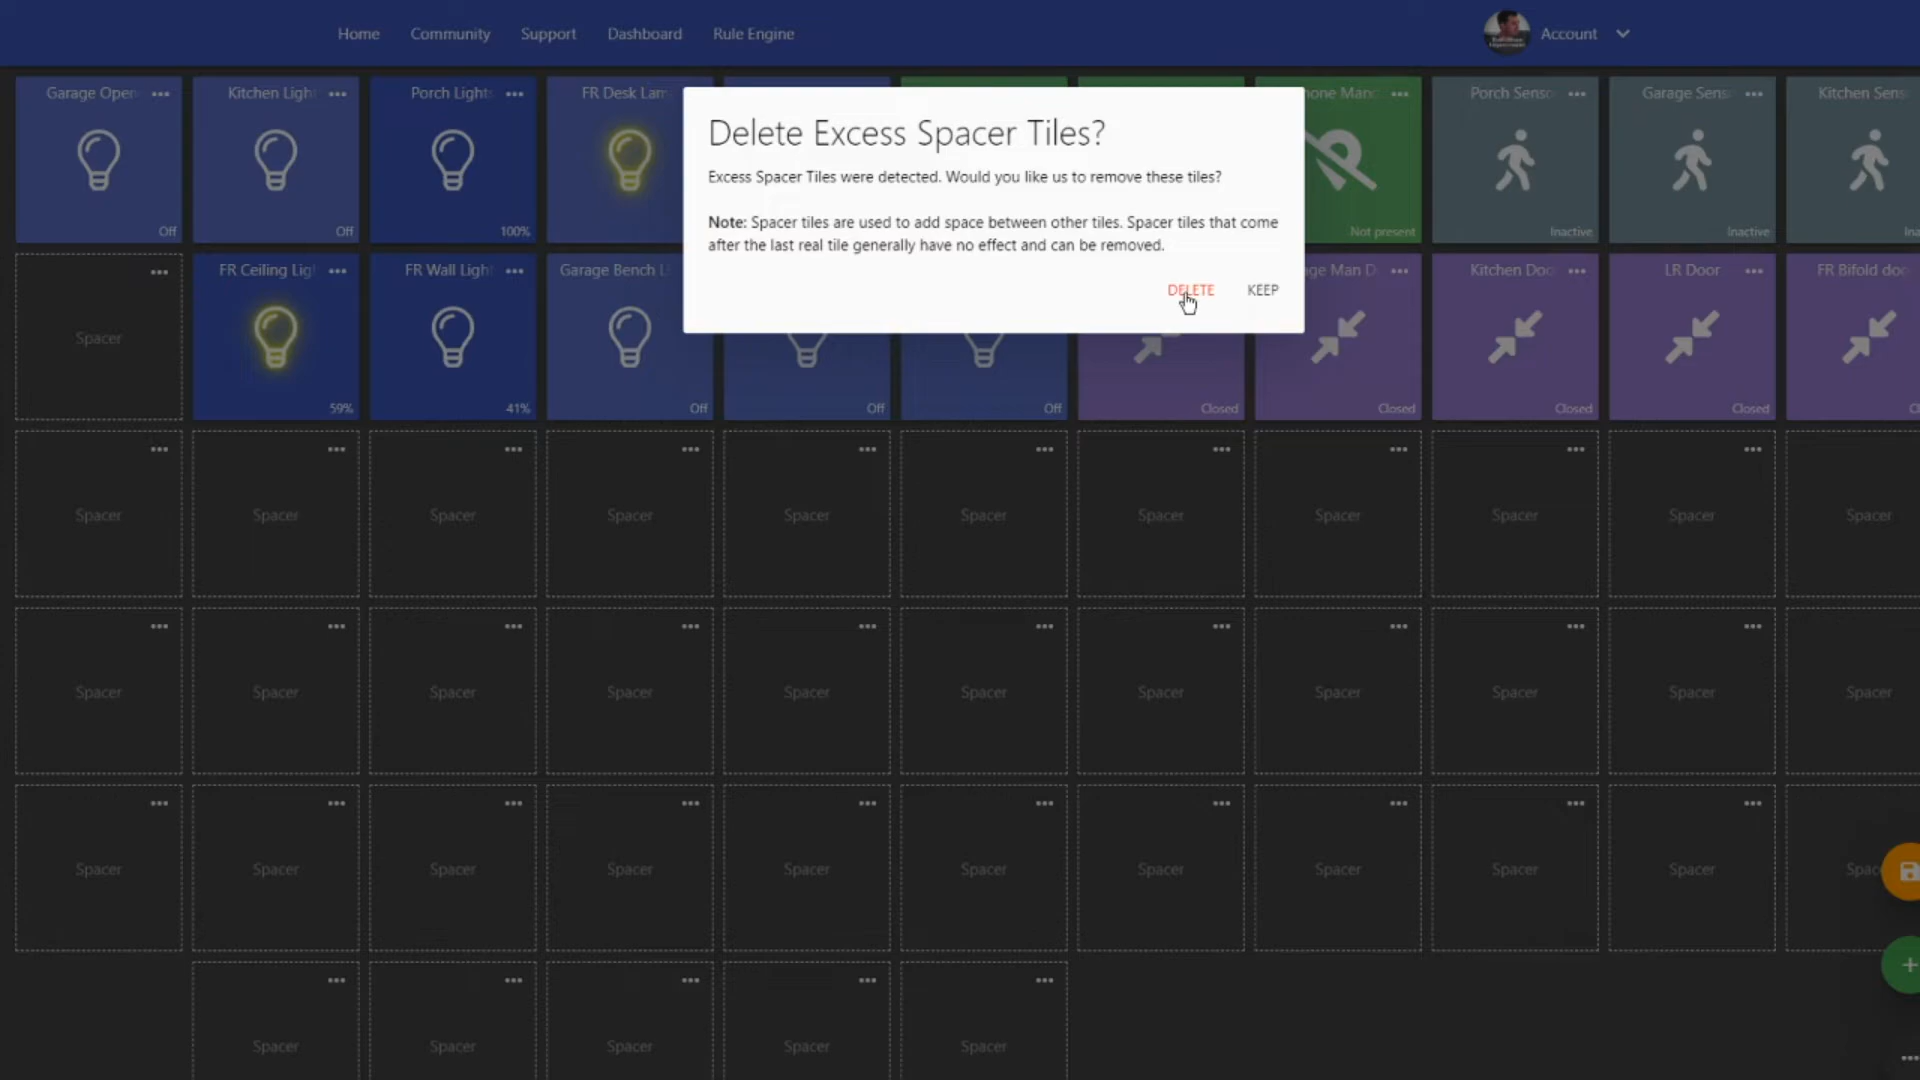 Home Community Support Dashboard Rule Engine Account
Garage Open Kitchen Light Porch Lights FR Desk Lam Porch Senso Garage Sens Kitchen Sens
Delete Excess Spacer Tiles?
Excess Spacer Tiles were detected. Would you like us to remove these tiles?
Note: Spacer tiles are used to add space between other tiles. Spacer tiles that come
after the last real tile generally have no effect and can be removed.
DELETE KEEP
Off Off 100% Not present Inactive Inactive Ina
FR Ceiling Lig FR Wall Light Garage Bench L age Man D Kitchen Doo LR Door FR Bifold doo
Spacer
59% 41% Off Off Off Closed Closed Closed Closed
Spacer Spacer Spacer Spacer Spacer Spacer Spacer Spacer Spacer Spacer Spacer
Spacer Spacer Spacer Spacer Spacer Spacer Spacer Spacer Spacer Spacer Spacer
Spacer Spacer Spacer Spacer Spacer Spacer Spacer Spacer Spacer Spacer Spac
Spacer Spacer Spacer Spacer Spacer